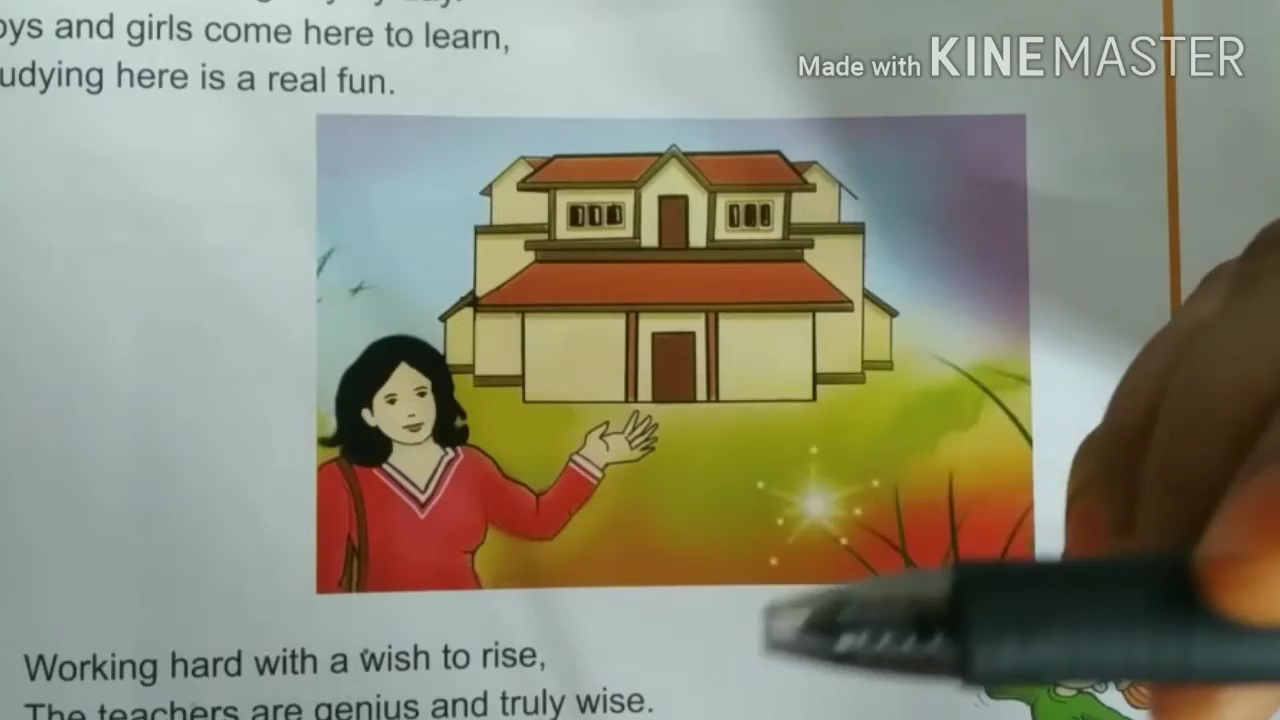 ys and girls come here to learn,
udying here is a real fun.
Made with KINEMASTER
Working hard with a wish to rise,
The teachers are genius and truly wise.